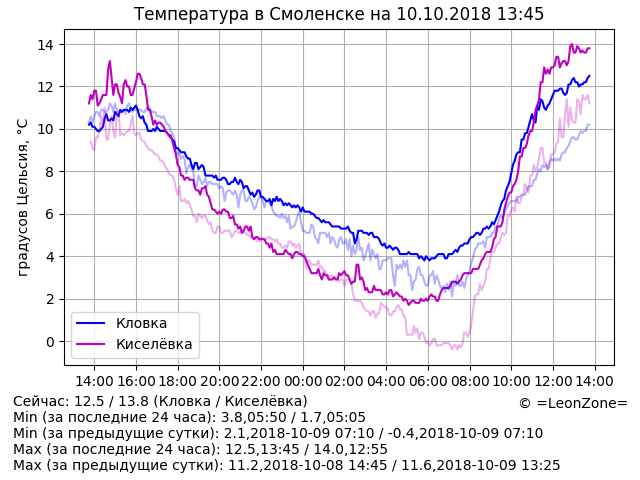 Температура в Смоленске на 10.10.2018 13:45
градусов Цельсия, °C
14
12
10
8
6
4
2
0
Кловка
Киселёвка
14:00 16:00 18:00 20:00 22:00 00:00 02:00 04:00 06:00 08:00 10:00 12:00 14:00
Сейчас: 12.5 / 13.8 (Кловка / Киселёвка)
© =LeonZone=
Min (за последние 24 часа): 3.8,05:50 / 1.7,05:05
Min (за предыдущие сутки): 2.1,2018-10-09 07:10 / -0.4,2018-10-09 07:10
Max (за последние 24 часа): 12.5,13:45 / 14.0,12:55
Max (за предыдущие сутки): 11.2,2018-10-08 14:45 / 11.6,2018-10-09 13:25